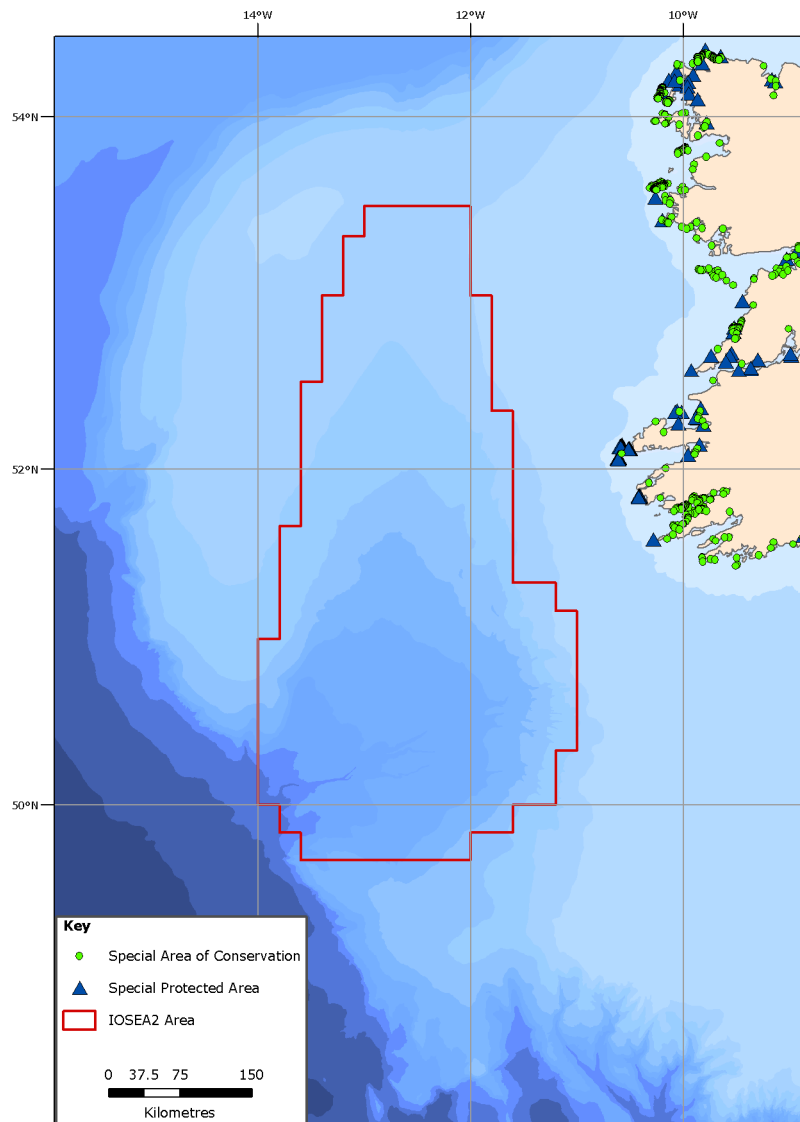 14°W 12°W 10°W
54°N
52°N
50°N
Key
Special Area of Conservation
Special Protected Area
IOSEA2 Area
0 37.5 75 150
Kilometres